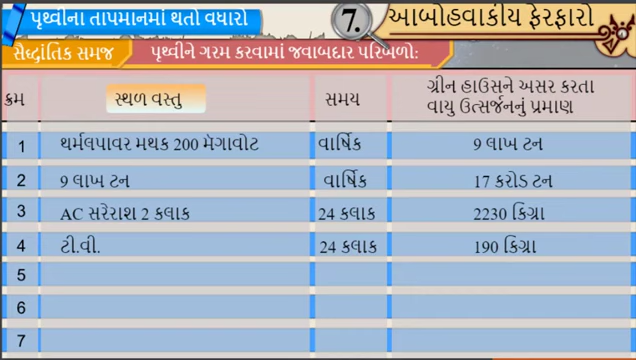 પૃથ્વીના તાપમાનમાં થતો વધારો
7.
આબોહવાકીય ફેરફારો
સૈદ્ધાંતિક સમજ
પૃથ્વીને ગરમ કરવામાં જવાબદાર પરિબળો:
ક્રમ સ્થળ વસ્તુ સમય ગ્રીન હાઉસને અસર કરતા
વાયુ ઉત્સર્જનનું પ્રમાણ
1 થર્મલપાવર મથક 200 મૅગાવોટ વાર્ષિક 9 લાખ ટન
2 9 લાખ ટન વાર્ષિક 17 કરોડ ટન
3 AC સરેરાશ 2 કલાક 24 કલાક 2230 કિગ્રા
4 ટી.વી. 24 કલાક 190 કિગ્રા
5
6
7